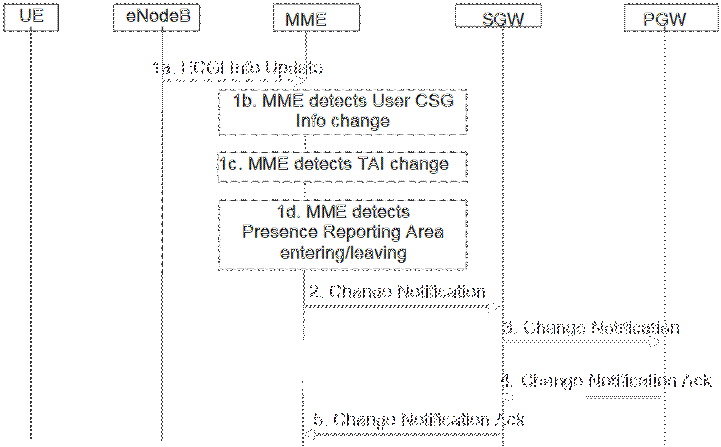 UE
eNodeB
MME
SGW
PGW
1a. ECGI Info Update
1b. MME detects User CSG
Info change
1c. MME detects TAI change
1d. MME detects
Presence Reporting Area
entering/leaving
2. Change Notification
3. Change Notification
4. Change Notification Ack
5. Change Notification Ack